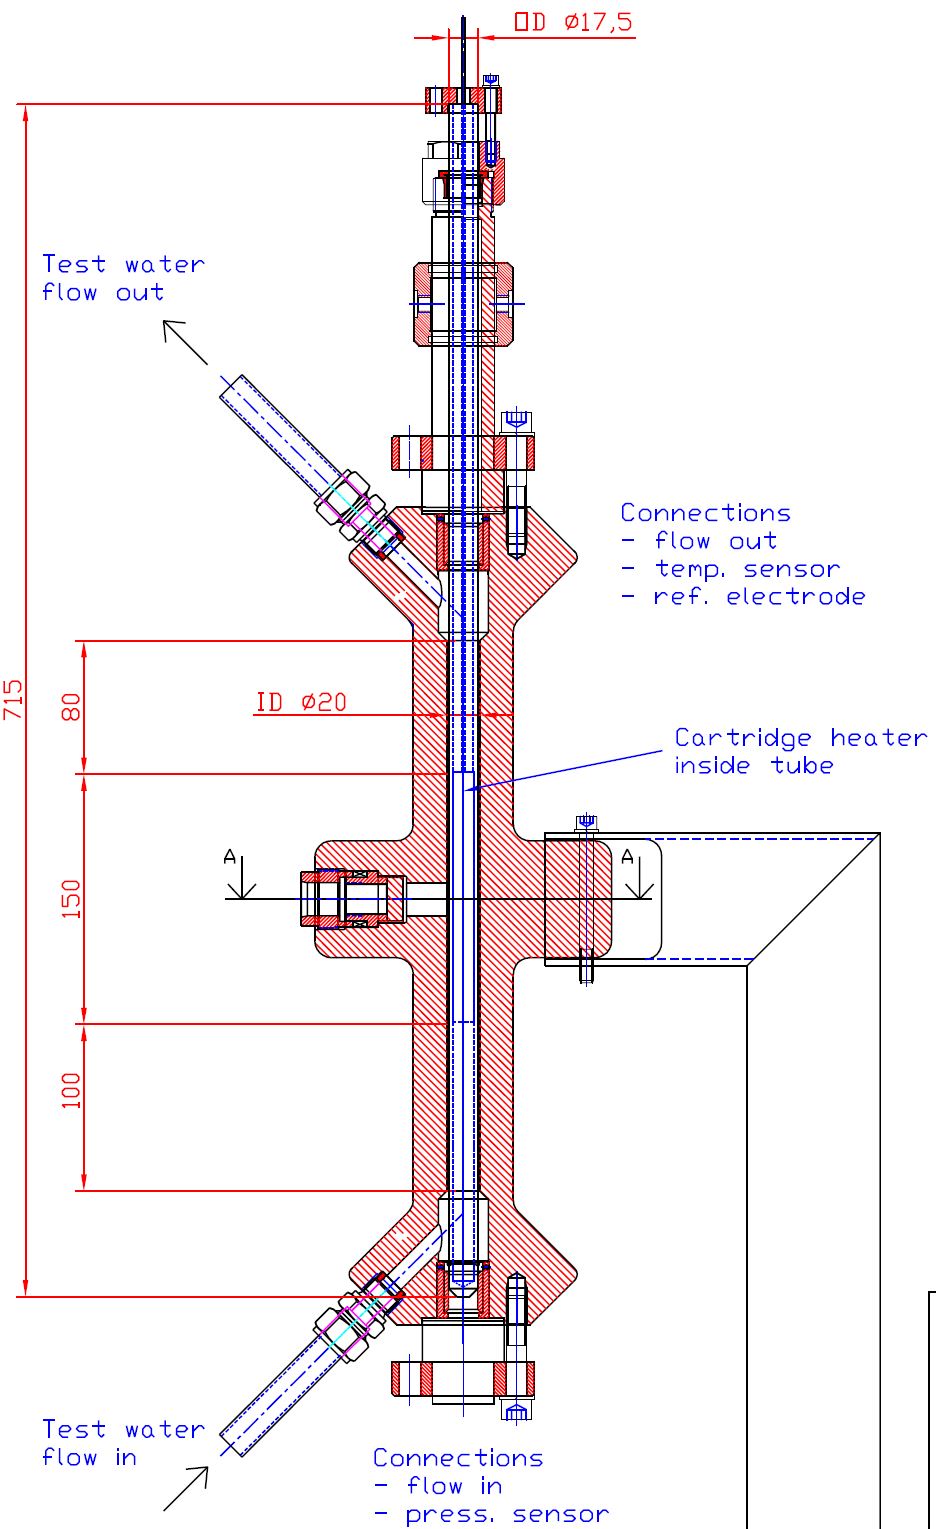 OD ø17,5
Test water
flow out
Connections
- flow out
- temp. sensor
- ref. electrode
715
80
ID ø20
Cartridge heater
inside tube
A
A
150
100
Test water
flow in
Connections
- flow in
- press. sensor